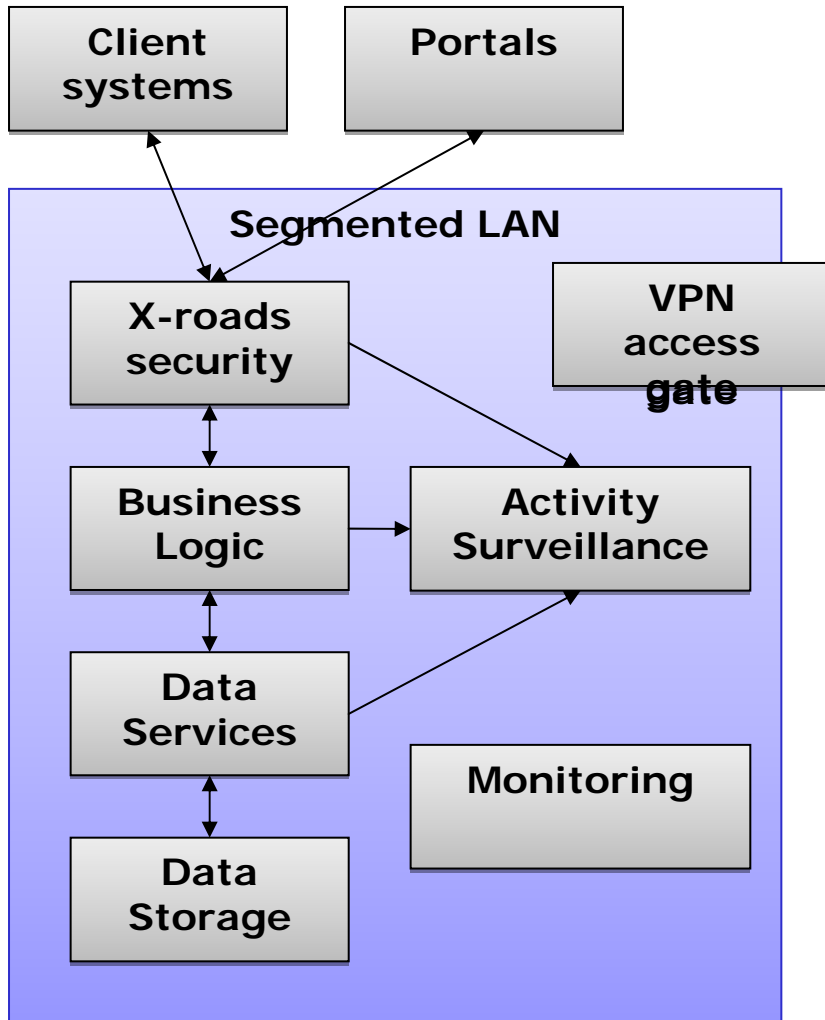 Client
systems
Portals
Segmented LAN
X-roads
security
VPN
access
gate
Business
Logic
Activity
Surveillance
Data
Services
Monitoring
Data
Storage